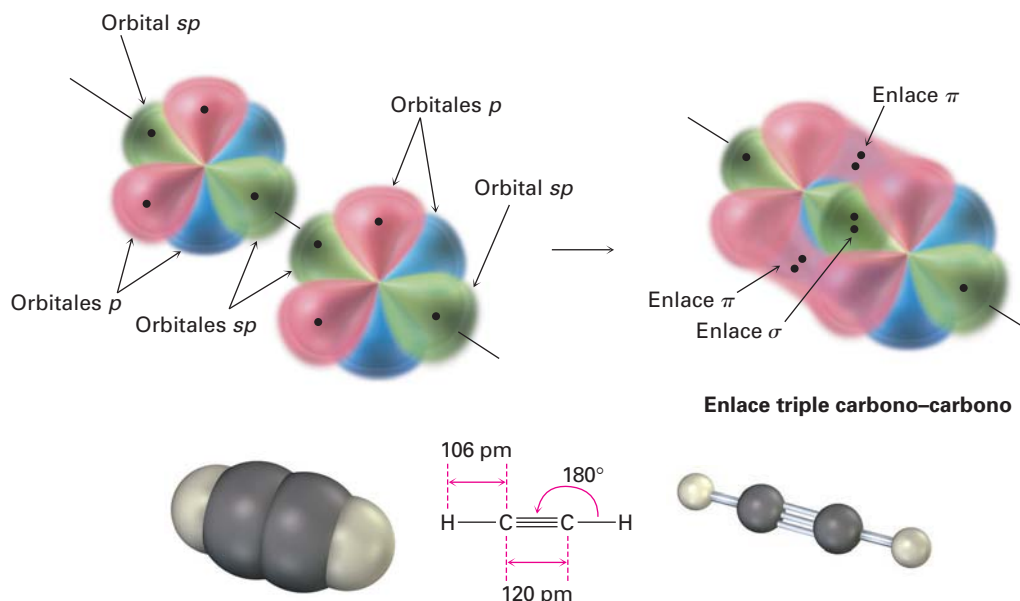 Orbital sp
Orbitales p
Orbital sp
Orbitales p
Orbitales sp
Enlace π
Enlace π
Enlace σ
Enlace triple carbono–carbono
106 pm
180°
H—C≡C—H
120 pm